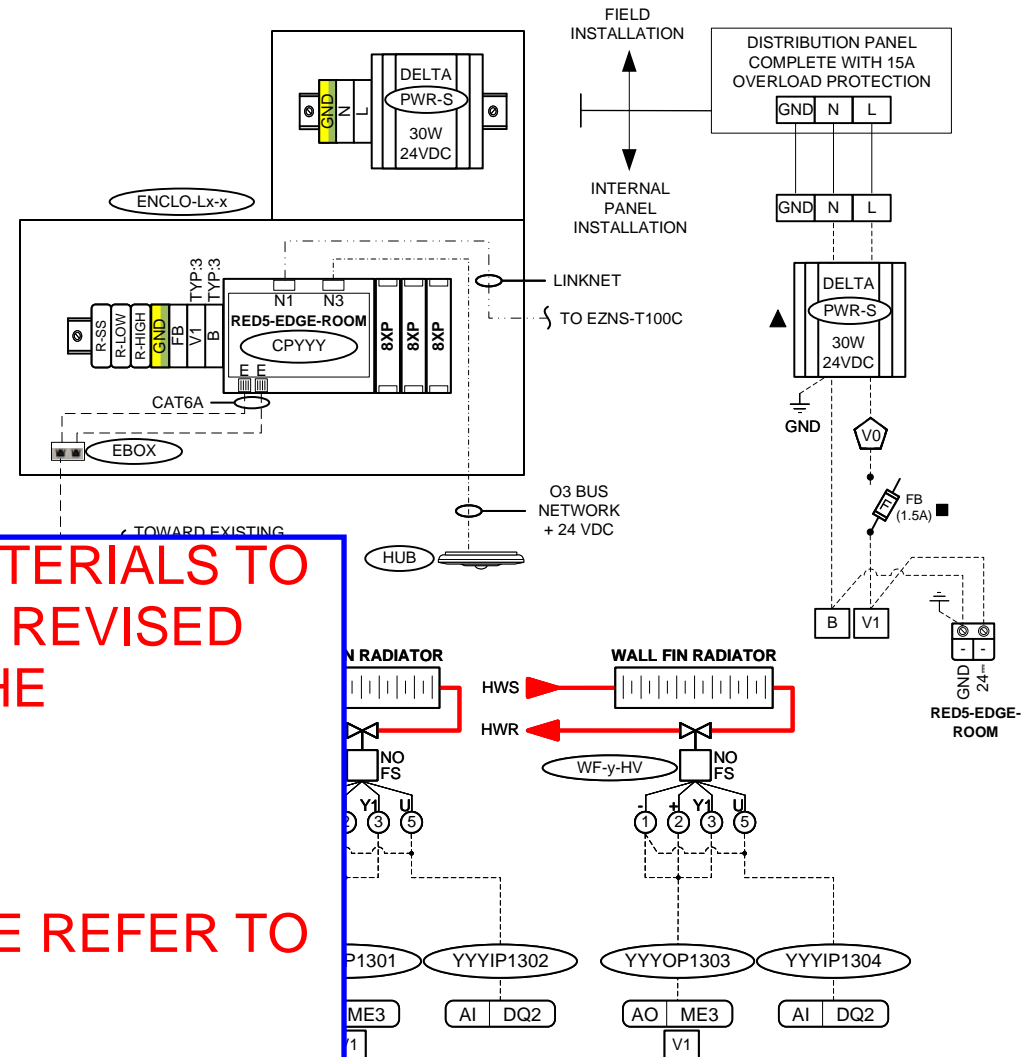 FIELD
INSTALLATION
DISTRIBUTION PANEL
COMPLETE WITH 15A
OVERLOAD PROTECTION
GND N L
INTERNAL
PANEL
INSTALLATION
GND N L
GND
N
L
DELTA
PWR-S
30W
24VDC
ENCLO-Lx-x
R-SS
R-LOW
R-HIGH
GND
FB
V1
B
TYP:3
TYP:3
N1 N3
RED5-EDGE-ROOM
CPYYY
E E
8XP
8XP
8XP
LINKNET
TO EZNS-T100C
CAT6A
EBOX
O3 BUS
NETWORK
+ 24 VDC
HUB
TOWARD EXISTING
DELTA
PWR-S
30W
24VDC
GND
V0
F
FB
(1.5A)
B V1
- -
GND
24
RED5-EDGE-
ROOM
TERIALS TO
REVISED
HE
E REFER TO
N RADIATOR
NO
FS
2 Y1 3 U 5
P1301
YYYIP1302
ME3
V1
AI DQ2
WALL FIN RADIATOR
HWS
HWR
WF-y-HV
NO
FS
- + Y1 U
1 2 3 5
YYYOP1303
YYYIP1304
AO ME3
V1
AI DQ2